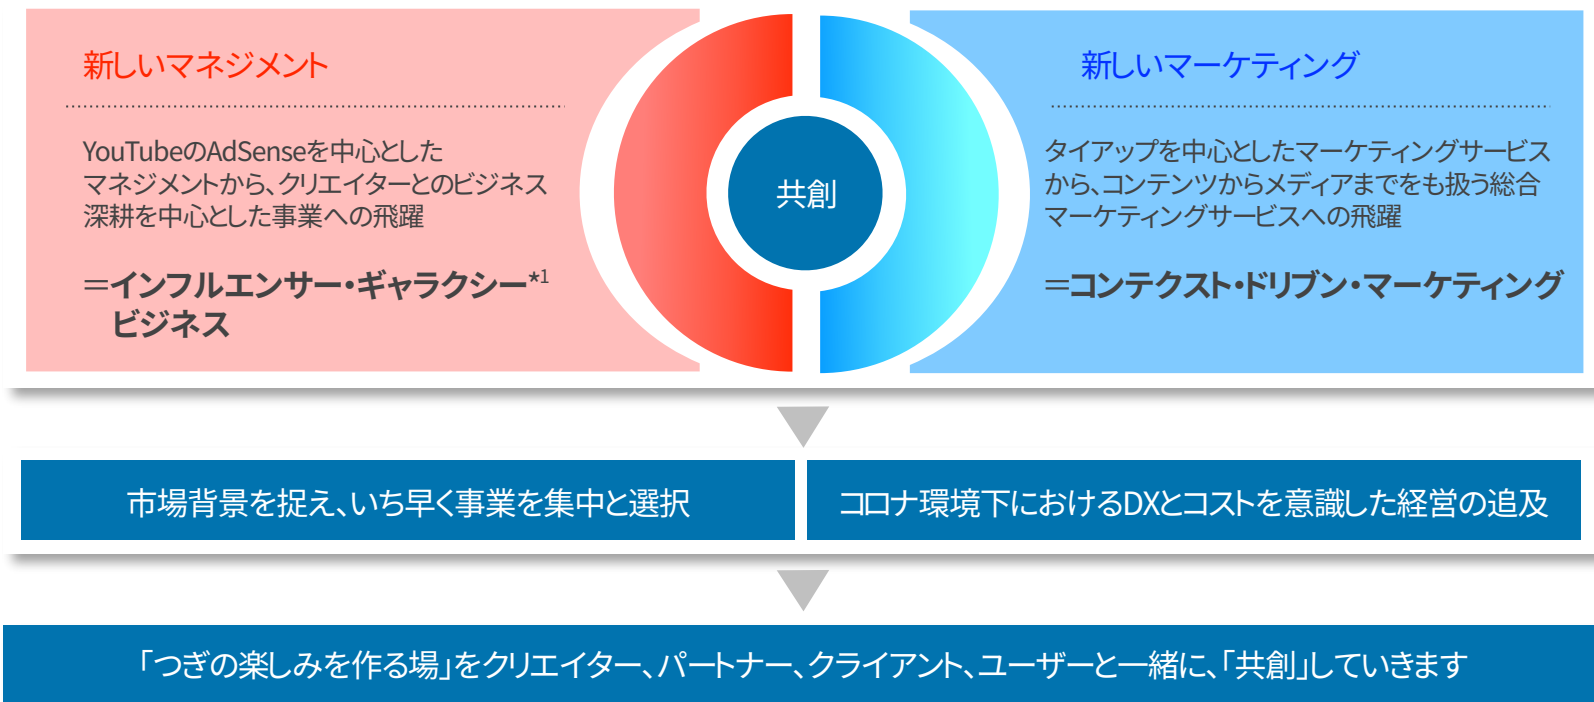 新しいマネジメント
YouTubeのAdSenseを中心とした
マネジメントから、クリエイターとのビジネス
深耕を中心とした事業への飛躍
＝インフルエンサー・ギャラクシー*1
ビジネス
共創
新しいマーケティング
タイアップを中心としたマーケティングサービス
から、コンテンツからメディアまでをも扱う総合
マーケティングサービスへの飛躍
＝コンテクスト・ドリブン・マーケティング
市場背景を捉え、いち早く事業を集中と選択
コロナ環境下におけるDXとコストを意識した経営の追及
「つぎの楽しみを作る場」をクリエイター、パートナー、クライアント、ユーザーと一緒に、「共創」していきます